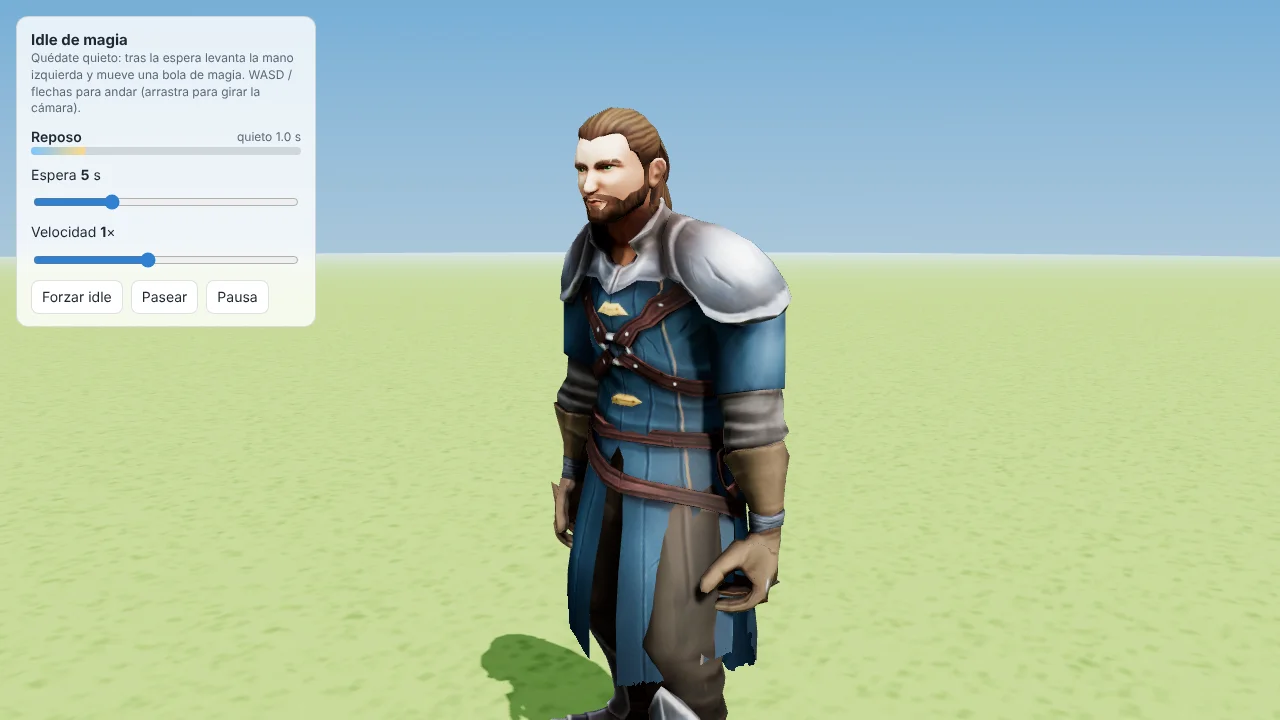 Idle de magia
Quédate quieto: tras la espera levanta la mano
izquierda y mueve una bola de magia. WASD /
flechas para andar (arrastra para girar la
cámara).
Reposo quieto 1.0 s
Espera 5 s
Velocidad 1×
Forzar idle Pasear Pausa